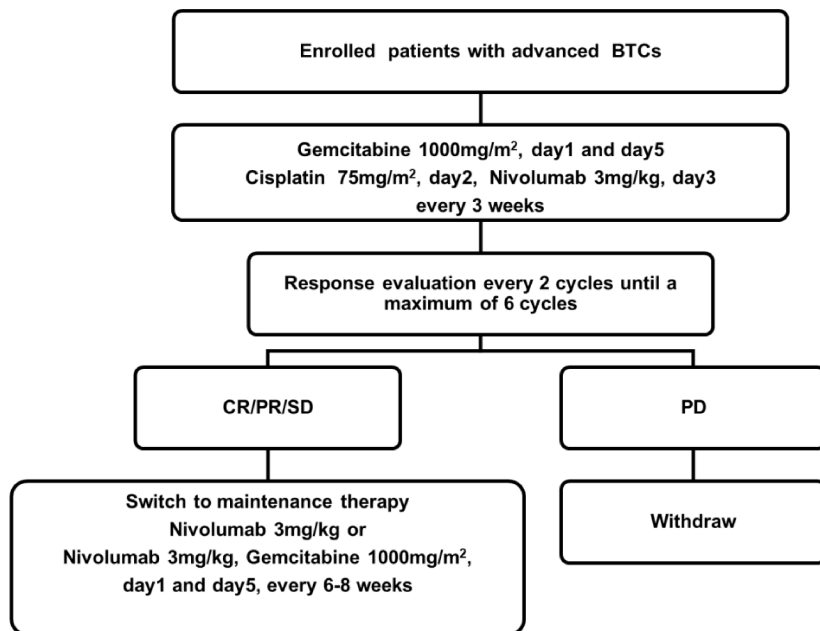 Enrolled patients with advanced BTCs
Gemcitabine 1000mg/m², day1 and day5
Cisplatin 75mg/m², day2, Nivolumab 3mg/kg, day3
every 3 weeks
Response evaluation every 2 cycles until a
maximum of 6 cycles
CR/PR/SD
PD
Switch to maintenance therapy
Nivolumab 3mg/kg or
Nivolumab 3mg/kg, Gemcitabine 1000mg/m²,
day1 and day5, every 6-8 weeks
Withdraw